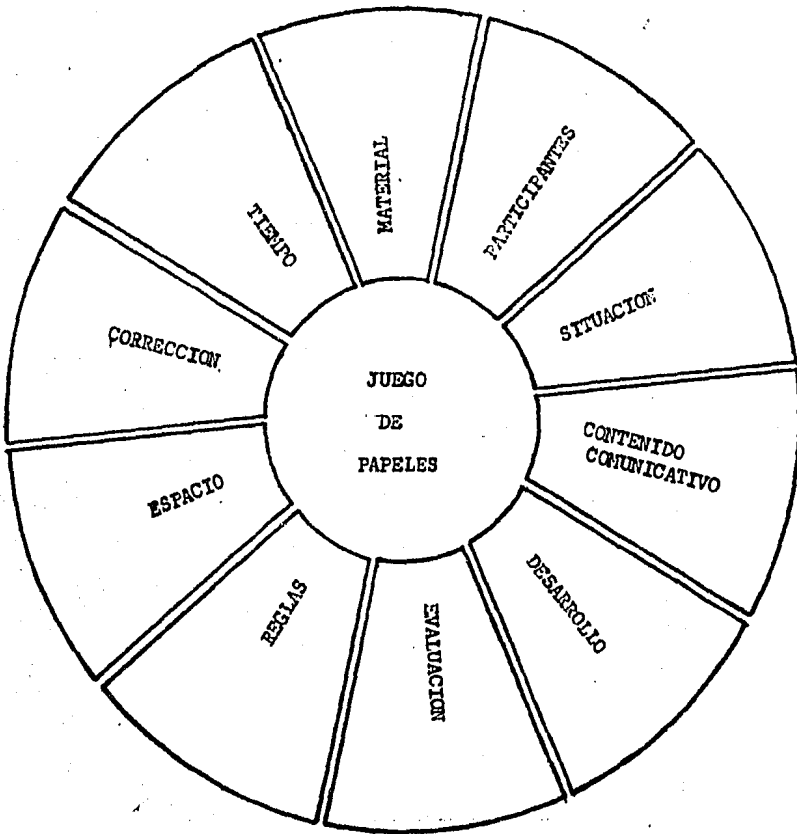 MATERIAL
PARTICIPANTES
SITUACION
CONTENIDO
COMUNICATIVO
DESARROLLO
EVALUACION
REGLAS
ESPACIO
CORRECCION
TIEMPO
JUEGO
DE
PAPELES